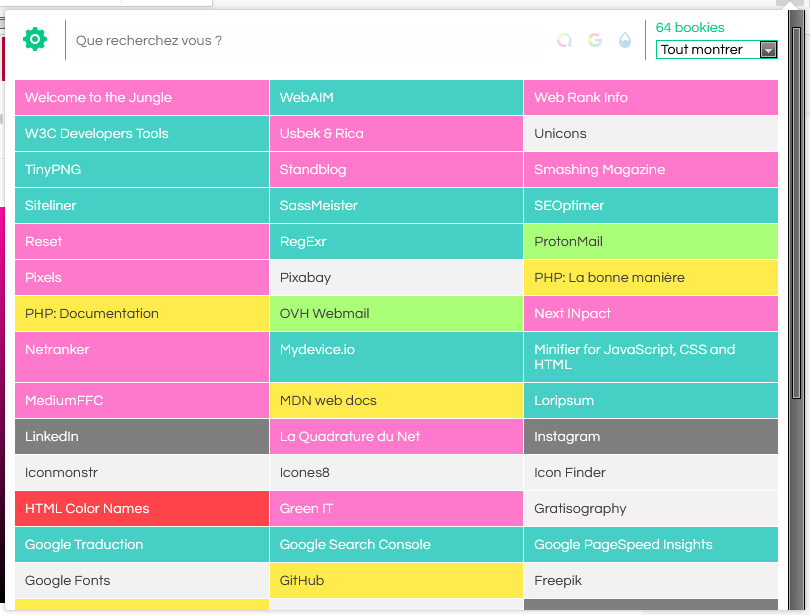 Que recherchez vous ?
64 bookies
Tout montrer
Welcome to the Jungle
WebAIM
Web Rank Info
W3C Developers Tools
Usbek & Rica
Unicons
TinyPNG
Standblog
Smashing Magazine
Siteliner
SassMeister
SEOptimer
Reset
RegExr
ProtonMail
Pixels
Pixabay
PHP: La bonne manière
PHP: Documentation
OVH Webmail
Next INpact
Netranker
Mydevice.io
Minifier for JavaScript, CSS and
HTML
MediumFFC
MDN web docs
Loripsum
LinkedIn
La Quadrature du Net
Instagram
Iconmonstr
Icones8
Icon Finder
HTML Color Names
Green IT
Gratisography
Google Traduction
Google Search Console
Google PageSpeed Insights
Google Fonts
GitHub
Freepik